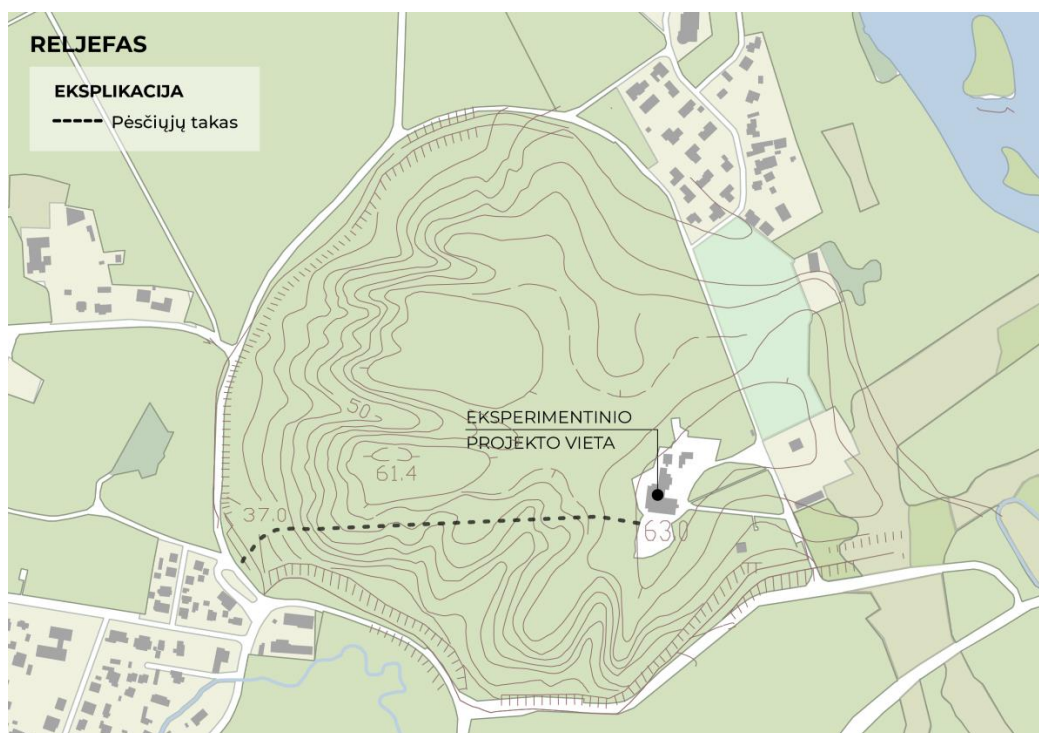 RELJEFAS
EKSPLIKACIJA
Pėsčiųjų takas
50
EKSPERIMENTINIO
PROJEKTO VIETA
61.4
37.0
63.0